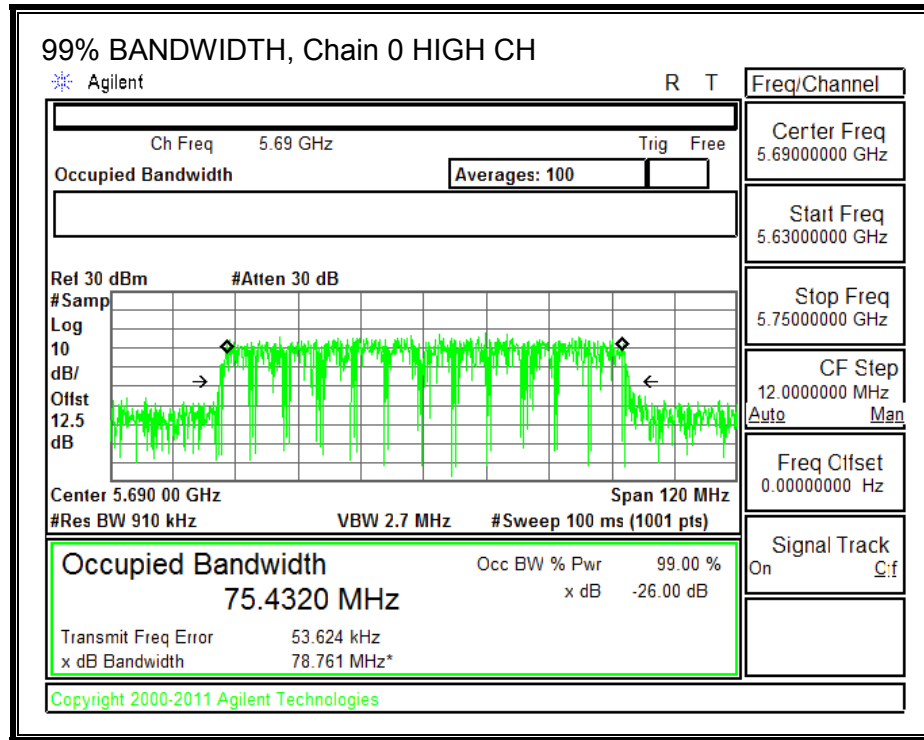 99% BANDWIDTH, Chain 0 HIGH CH
Agilent R T
Freq/Channel
Ch Freq 5.69 GHz Trig Free
Occupied Bandwidth Averages: 100
Center Freq
5.69000000 GHz
Start Freq
5.63000000 GHz
Stop Freq
5.75000000 GHz
CF Step
12.0000000 MHz
Auto Man
Freq Offset
0.00000000 Hz
Signal Track
On Off
Ref 30 dBm #Atten 30 dB
#Samp
Log
10
dB/
Offst
12.5
dB
Center 5.690 00 GHz Span 120 MHz
#Res BW 910 kHz VBW 2.7 MHz #Sweep 100 ms (1001 pts)
Occupied Bandwidth Occ BW % Pwr 99.00 %
75.4320 MHz x dB -26.00 dB
Transmit Freq Error 53.624 kHz
x dB Bandwidth 78.761 MHz*
Copyright 2000-2011 Agilent Technologies